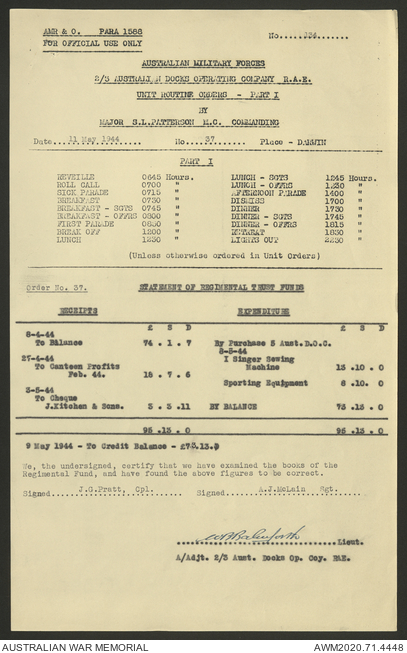 AMR & O. PARA 1588
FOR OFFICIAL USE ONLY
No.......134....
AUSTRALIAN MILITARY FORCES
2/3 AUSTRALIAN DOCKS OPERATING COMPANY R.A.E.
UNIT ROUTINE ORDERS - PART I
BY
MAJOR S.L.PATTERSON M.C. COMMANDING
Date....11 May 1944.... No......37...... Place - DARWIN
PART I
REVEILLE 0645 Hours. LUNCH - SGTS 1245 Hours.
ROLL CALL 0700 " LUNCH - OFFRS 1230 "
SICK PARADE 0715 " AFTERNOON PARADE 1400 "
BREAKFAST 0730 " DISMISS 1700 "
BREAKFAST - SGTS 0745 " DINNER 1730 "
BREAKFAST - OFFRS 0800 " DINNER - SGTS 1745 "
FIRST PARADE 0830 " DINNER - OFFRS 1815 "
BREAK OFF 1200 " RETREAT 1830 "
LUNCH 1230 " LIGHTS OUT 2230 "
(Unless otherwise ordered in Unit Orders)
Order No. 37. STATEMENT OF REGIMENTAL TRUST FUNDS
RECEIPTS EXPENDITURE
£ S D £ S D
8-4-44
To Balance 74 . 1 . 7 By Purchase 5 Aust.D.O.C.
8-5-44
27-4-44 I Singer Sewing
To Canteen Profits Machine 13 .10 . 0
Feb. 44. 18 . 7 . 6
Sporting Equipment 8 .10. 0
3-5-44
To Cheque
J.Kitchen & Sons. 3 . 3 .11 BY BALANCE 73 .13 . 0
95 .13 . 0 95 .13 . 0
9 May 1944 - To Credit Balance - £73.13.0
We, the undersigned, certify that we have examined the books of the
Regimental Fund, and have found the above figures to be correct.
Signed......J.G.Pratt, Cpl. Signed........A.J.McLain Sgt.....
Lieut.
A/Adjt. 2/3 Aust. Docks Op. Coy. RAE.
AUSTRALIAN WAR MEMORIAL
AWM2020.71.4448